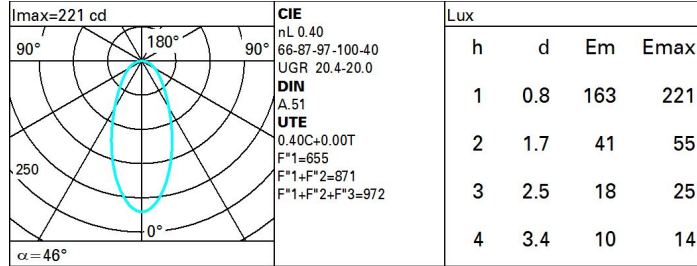 Imax=221 cd
90°
180°
90°
250
0°
α=46°
CIE
nL 0.40
66-87-97-100-40
UGR 20.4-20.0
DIN
A.51
UTE
0.40C+0.00T
F"1=655
F"1+F"2=871
F"1+F"2+F"3=972
Lux
h d Em Emax
1 0.8 163 221
2 1.7 41 55
3 2.5 18 25
4 3.4 10 14